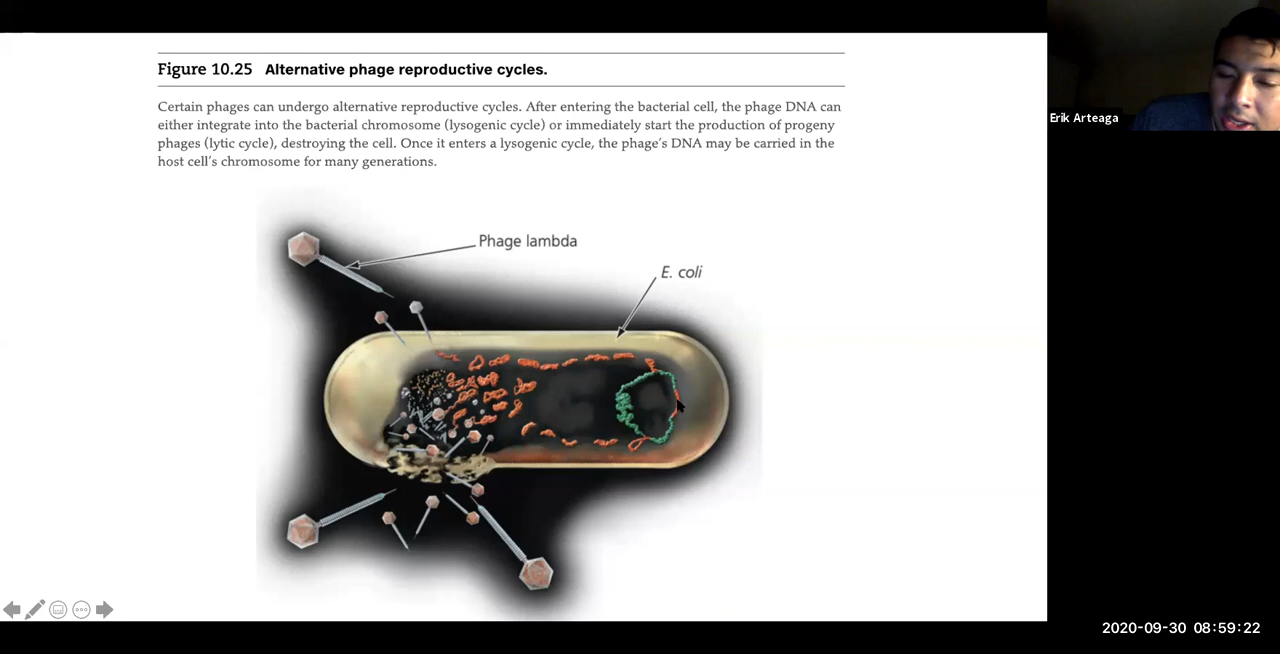 Figure 10.25 Alternative phage reproductive cycles.
Certain phages can undergo alternative reproductive cycles. After entering the bacterial cell, the phage DNA can
either integrate into the bacterial chromosome (lysogenic cycle) or immediately start the production of progeny
phages (lytic cycle), destroying the cell. Once it enters a lysogenic cycle, the phage's DNA may be carried in the
host cell's chromosome for many generations.
Erik Arteaga
Phage lambda
E. coli
2020-09-30 08:59:22